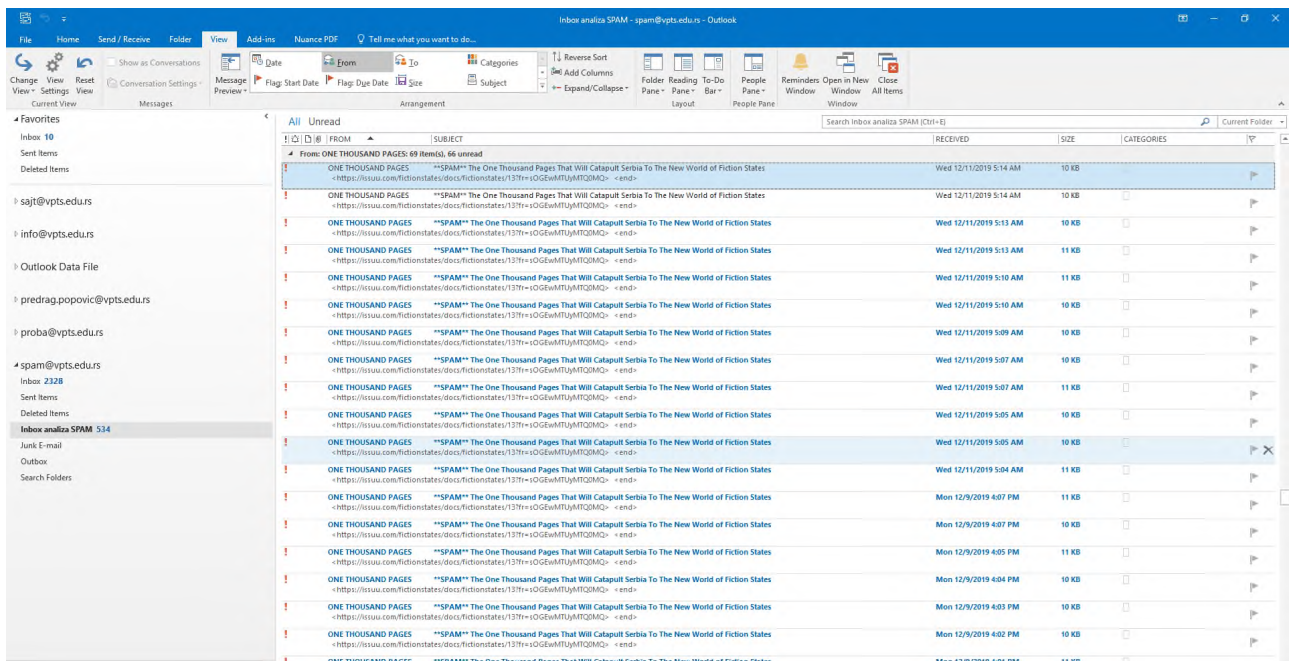 Inbox analiza SPAM - spam@vpts.edu.rs - Outlook
File Home Send / Receive Folder View Add-ins Nuance PDF Tell me what you want to do...
Change View View Settings Reset View
Current View
Show as Conversations
Conversation Settings
Messages
Message Preview
Date From To Categories
Flag: Start Date Flag: Due Date Size Subject
Arrangement
Reverse Sort
Add Columns
Expand/Collapse
Folder Pane Reading Pane To-Do Bar
Layout
People Pane
People Pane
Reminders Window Open in New Window Close All Items
Window
Favorites
Inbox 10
Sent Items
Deleted Items
sajt@vpts.edu.rs
info@vpts.edu.rs
Outlook Data File
predrag.popovic@vpts.edu.rs
proba@vpts.edu.rs
spam@vpts.edu.rs
Inbox 2328
Sent Items
Deleted Items
Inbox analiza SPAM 534
Junk E-mail
Outbox
Search Folders
All Unread
Search Inbox analiza SPAM (Ctrl+E) Current Folder
FROM SUBJECT RECEIVED SIZE CATEGORIES
From: ONE THOUSAND PAGES: 69 item(s), 66 unread
ONE THOUSAND PAGES **SPAM** The One Thousand Pages That Will Catapult Serbia To The New World of Fiction States Wed 12/11/2019 5:14 AM 10 KB
<https://issuu.com/fictionstates/docs/fictionstates/13?fr=sOGEwMTUyMTQ0MQ> <end>
ONE THOUSAND PAGES **SPAM** The One Thousand Pages That Will Catapult Serbia To The New World of Fiction States Wed 12/11/2019 5:14 AM 10 KB
<https://issuu.com/fictionstates/docs/fictionstates/13?fr=sOGEwMTUyMTQ0MQ> <end>
ONE THOUSAND PAGES **SPAM** The One Thousand Pages That Will Catapult Serbia To The New World of Fiction States Wed 12/11/2019 5:13 AM 10 KB
<https://issuu.com/fictionstates/docs/fictionstates/13?fr=sOGEwMTUyMTQ0MQ> <end>
ONE THOUSAND PAGES **SPAM** The One Thousand Pages That Will Catapult Serbia To The New World of Fiction States Wed 12/11/2019 5:13 AM 11 KB
<https://issuu.com/fictionstates/docs/fictionstates/13?fr=sOGEwMTUyMTQ0MQ> <end>
ONE THOUSAND PAGES **SPAM** The One Thousand Pages That Will Catapult Serbia To The New World of Fiction States Wed 12/11/2019 5:10 AM 11 KB
<https://issuu.com/fictionstates/docs/fictionstates/13?fr=sOGEwMTUyMTQ0MQ> <end>
ONE THOUSAND PAGES **SPAM** The One Thousand Pages That Will Catapult Serbia To The New World of Fiction States Wed 12/11/2019 5:10 AM 10 KB
<https://issuu.com/fictionstates/docs/fictionstates/13?fr=sOGEwMTUyMTQ0MQ> <end>
ONE THOUSAND PAGES **SPAM** The One Thousand Pages That Will Catapult Serbia To The New World of Fiction States Wed 12/11/2019 5:09 AM 10 KB
<https://issuu.com/fictionstates/docs/fictionstates/13?fr=sOGEwMTUyMTQ0MQ> <end>
ONE THOUSAND PAGES **SPAM** The One Thousand Pages That Will Catapult Serbia To The New World of Fiction States Wed 12/11/2019 5:07 AM 10 KB
<https://issuu.com/fictionstates/docs/fictionstates/13?fr=sOGEwMTUyMTQ0MQ> <end>
ONE THOUSAND PAGES **SPAM** The One Thousand Pages That Will Catapult Serbia To The New World of Fiction States Wed 12/11/2019 5:07 AM 11 KB
<https://issuu.com/fictionstates/docs/fictionstates/13?fr=sOGEwMTUyMTQ0MQ> <end>
ONE THOUSAND PAGES **SPAM** The One Thousand Pages That Will Catapult Serbia To The New World of Fiction States Wed 12/11/2019 5:05 AM 10 KB
<https://issuu.com/fictionstates/docs/fictionstates/13?fr=sOGEwMTUyMTQ0MQ> <end>
ONE THOUSAND PAGES **SPAM** The One Thousand Pages That Will Catapult Serbia To The New World of Fiction States Wed 12/11/2019 5:05 AM 10 KB
<https://issuu.com/fictionstates/docs/fictionstates/13?fr=sOGEwMTUyMTQ0MQ> <end>
ONE THOUSAND PAGES **SPAM** The One Thousand Pages That Will Catapult Serbia To The New World of Fiction States Wed 12/11/2019 5:04 AM 11 KB
<https://issuu.com/fictionstates/docs/fictionstates/13?fr=sOGEwMTUyMTQ0MQ> <end>
ONE THOUSAND PAGES **SPAM** The One Thousand Pages That Will Catapult Serbia To The New World of Fiction States Mon 12/9/2019 4:07 PM 11 KB
<https://issuu.com/fictionstates/docs/fictionstates/13?fr=sOGEwMTUyMTQ0MQ> <end>
ONE THOUSAND PAGES **SPAM** The One Thousand Pages That Will Catapult Serbia To The New World of Fiction States Mon 12/9/2019 4:07 PM 10 KB
<https://issuu.com/fictionstates/docs/fictionstates/13?fr=sOGEwMTUyMTQ0MQ> <end>
ONE THOUSAND PAGES **SPAM** The One Thousand Pages That Will Catapult Serbia To The New World of Fiction States Mon 12/9/2019 4:05 PM 11 KB
<https://issuu.com/fictionstates/docs/fictionstates/13?fr=sOGEwMTUyMTQ0MQ> <end>
ONE THOUSAND PAGES **SPAM** The One Thousand Pages That Will Catapult Serbia To The New World of Fiction States Mon 12/9/2019 4:04 PM 10 KB
<https://issuu.com/fictionstates/docs/fictionstates/13?fr=sOGEwMTUyMTQ0MQ> <end>
ONE THOUSAND PAGES **SPAM** The One Thousand Pages That Will Catapult Serbia To The New World of Fiction States Mon 12/9/2019 4:03 PM 10 KB
<https://issuu.com/fictionstates/docs/fictionstates/13?fr=sOGEwMTUyMTQ0MQ> <end>
ONE THOUSAND PAGES **SPAM** The One Thousand Pages That Will Catapult Serbia To The New World of Fiction States Mon 12/9/2019 4:02 PM 10 KB
<https://issuu.com/fictionstates/docs/fictionstates/13?fr=sOGEwMTUyMTQ0MQ> <end>